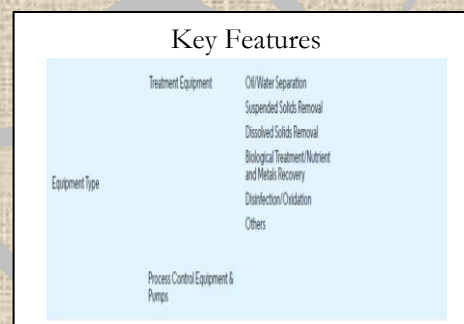 Key Features
Treatment Equipment
Oil/Water Separation
Suspended Solids Removal
Dissolved Solids Removal
Biological Treatment/Nutrient
and Metals Recovery
Equipment Type
Disinfection/Oxidation
Others
Process Control Equipment &
Pumps